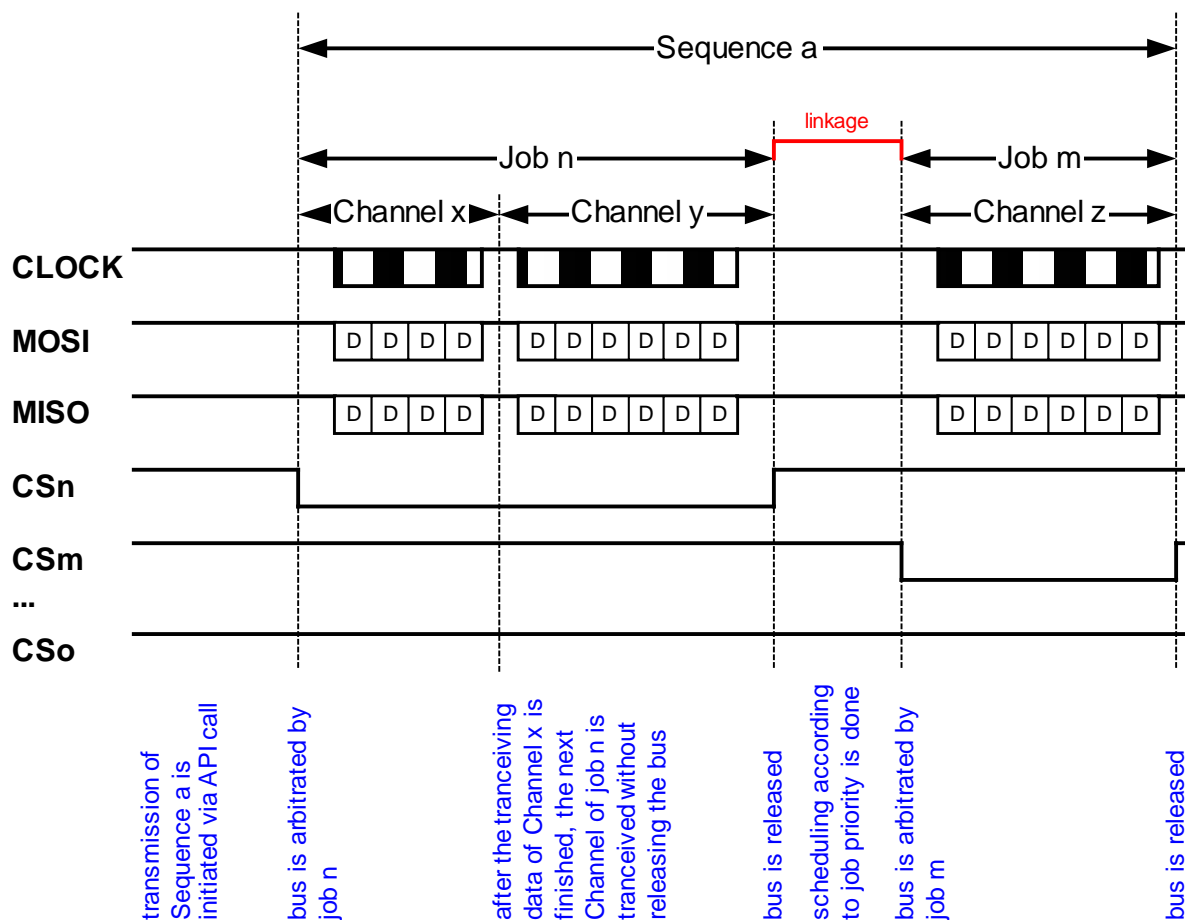 Sequence a
linkage
Job n
Job m
Channel x
Channel y
Channel z
CLOCK
MOSI
D D D D
D D D D D D
D D D D D D
MISO
D D D D
D D D D D D
D D D D D D
CSn
CSm
...
CSo
transmission of
Sequence a is
initiated via API call
bus is arbitrated by
job n
after the tranceiving
data of Channel x is
finished, the next
Channel of job n is
tranceived without
releasing the bus
bus is released
scheduling according
to job priority is done
bus is arbitrated by
job m
bus is released